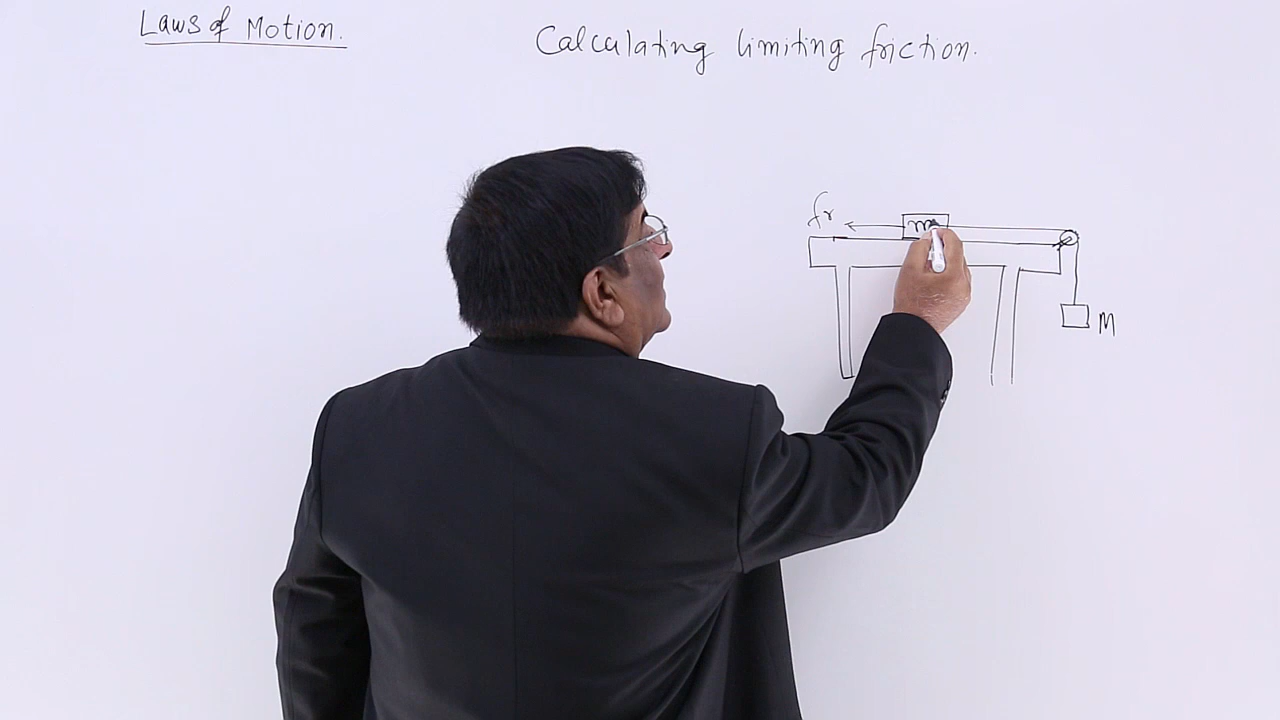 Laws of Motion.
Calculating limiting friction.
fr
m
M